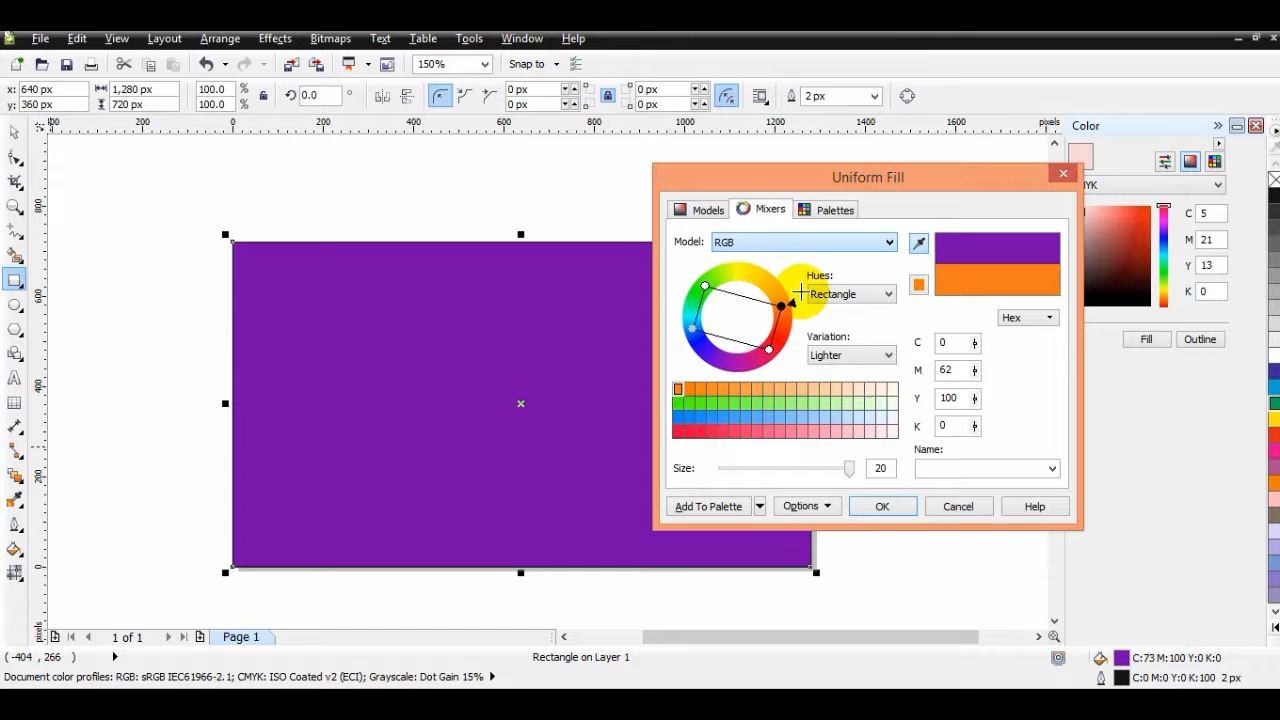 File Edit View Layout Arrange Effects Bitmaps Text Table Tools Window Help
150% Snap to
x: 640 px 1,280 px 100.0 % 0.0 ° 0 px 0 px 2 px
y: 360 px 720 px 100.0 % 0 px 0 px
200 0 200 400 600 800 1000 1200 1400 1600 pixels
800
600
400
200
0
pixels
Color
C 5
M 21
Y 13
K 0
Fill Outline
Uniform Fill
Models Mixers Palettes
Model: RGB
Hues:
Rectangle
Hex
Variation:
Lighter
C 0
M 62
Y 100
K 0
Name:
Size: 20
Add To Palette Options OK Cancel Help
1 of 1 Page 1
(-404 , 266 ) Rectangle on Layer 1 C:73 M:100 Y:0 K:0
Document color profiles: RGB: sRGB IEC61966-2.1; CMYK: ISO Coated v2 (ECI); Grayscale: Dot Gain 15% C:0 M:0 Y:0 K:100 2 px